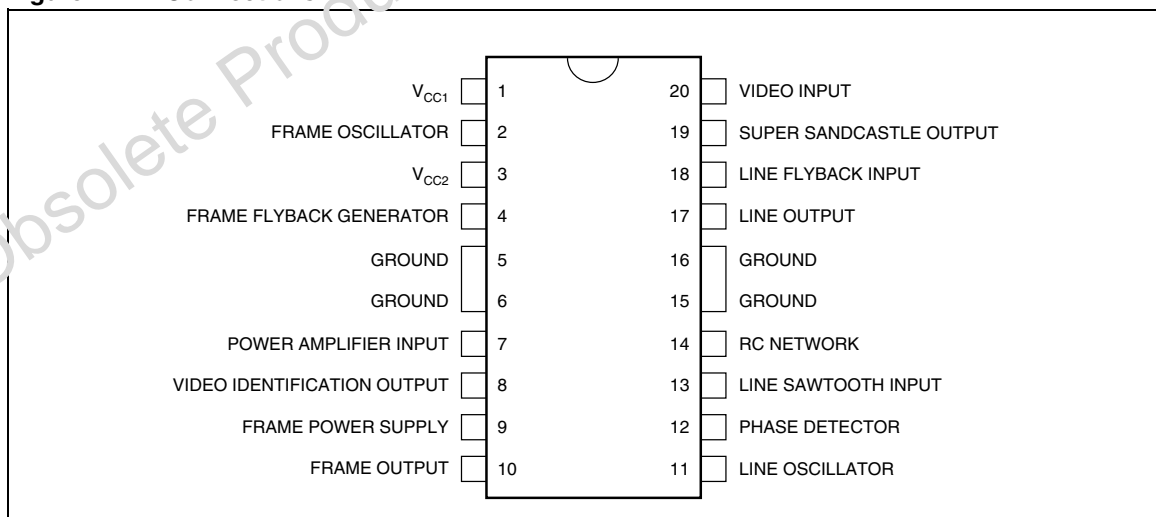 Obsolete Produ
V_CC1 1 20 VIDEO INPUT
FRAME OSCILLATOR 2 19 SUPER SANDCASTLE OUTPUT
V_CC2 3 18 LINE FLYBACK INPUT
FRAME FLYBACK GENERATOR 4 17 LINE OUTPUT
GROUND 5 16 GROUND
GROUND 6 15 GROUND
POWER AMPLIFIER INPUT 7 14 RC NETWORK
VIDEO IDENTIFICATION OUTPUT 8 13 LINE SAWTOOTH INPUT
FRAME POWER SUPPLY 9 12 PHASE DETECTOR
FRAME OUTPUT 10 11 LINE OSCILLATOR